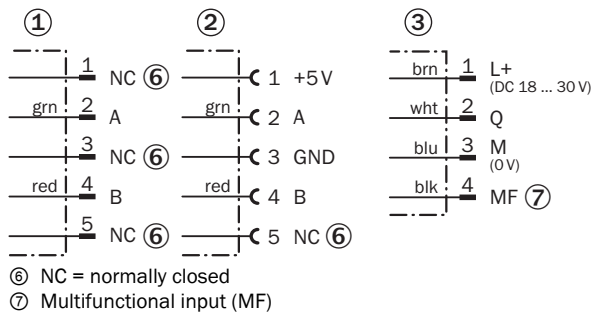 ① ② ③
1 NC ⑥
grn 2 A
3 NC ⑥
red 4 B
5 NC ⑥
1 +5 V
grn 2 A
3 GND
red 4 B
5 NC ⑥
brn 1 L+
(DC 18 ... 30 V)
wht 2 Q
blu 3 M
(0 V)
blk 4 MF ⑦
⑥ NC = normally closed
⑦ Multifunctional input (MF)